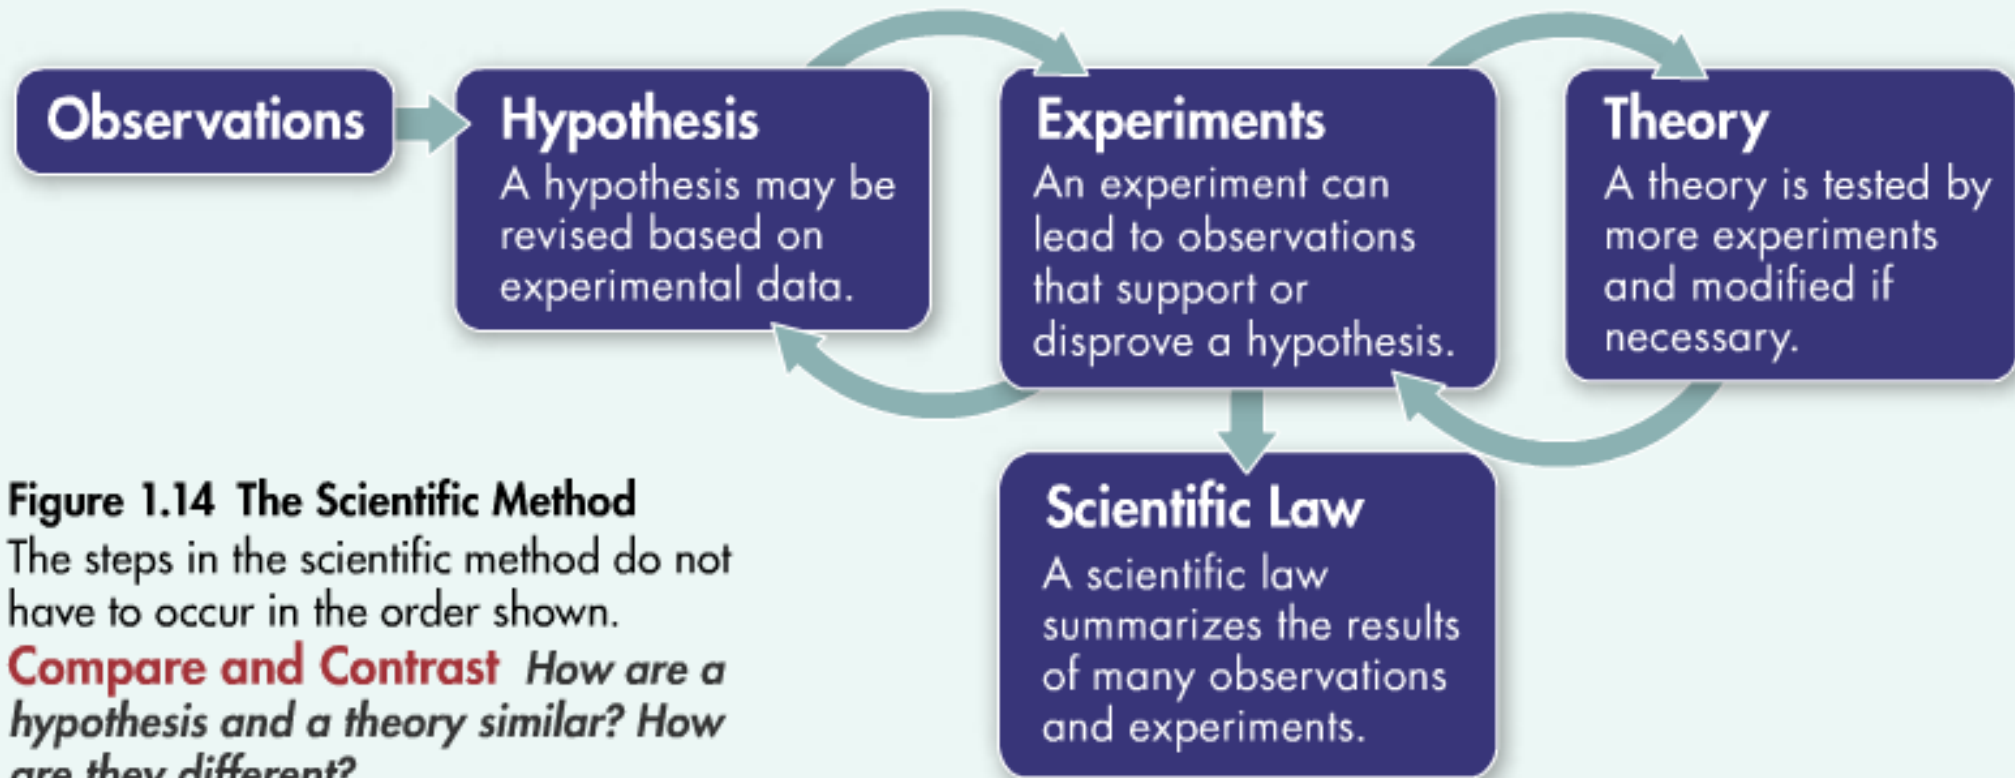 Observations
Hypothesis
A hypothesis may be
revised based on
experimental data.
Experiments
An experiment can
lead to observations
that support or
disprove a hypothesis.
Theory
A theory is tested by
more experiments
and modified if
necessary.
Scientific Law
A scientific law
summarizes the results
of many observations
and experiments.
Figure 1.14 The Scientific Method
The steps in the scientific method do not
have to occur in the order shown.
Compare and Contrast How are a
hypothesis and a theory similar? How
are they different?